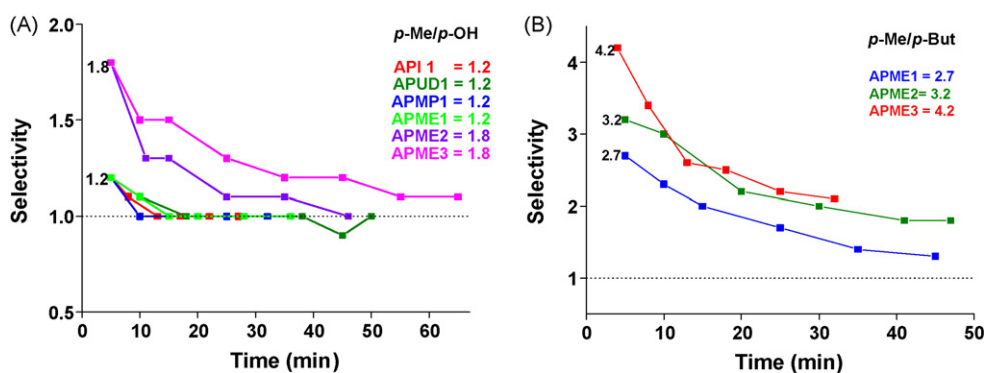 (A)
p-Me/p-OH
API 1 = 1.2
APUD1 = 1.2
APMP1 = 1.2
APME1 = 1.2
APME2 = 1.8
APME3 = 1.8
1.8
1.2
2.0
1.5
1.0
0.5
Selectivity
0 10 20 30 40 50 60
Time (min)
(B)
p-Me/p-But
APME1 = 2.7
APME2= 3.2
APME3 = 4.2
4.2
3.2
2.7
4
3
2
1
Selectivity
0 10 20 30 40 50
Time (min)